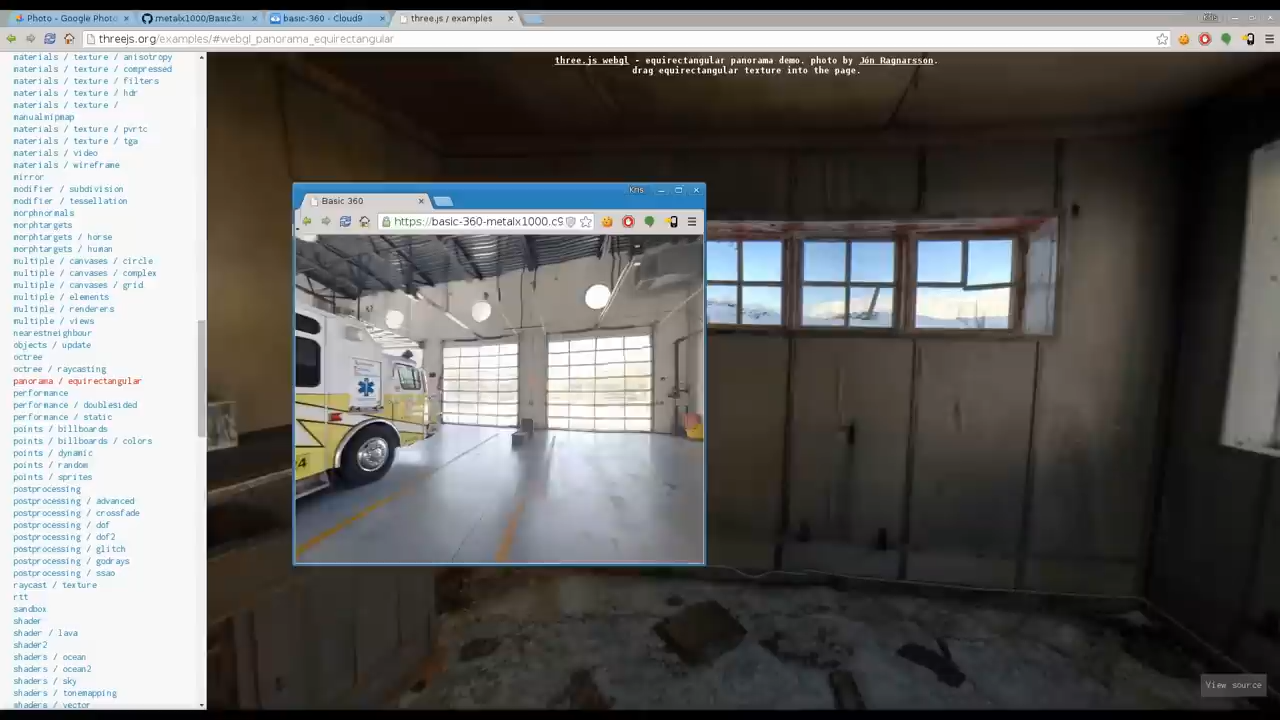 Photo - Google Photo
metalx1000/Basic36
basic-360 - Cloud9
three.js / examples
Kris
threejs.org/examples/#webgl_panorama_equirectangular
materials / texture / anisotropy
materials / texture / compressed
materials / texture / filters
materials / texture / hdr
materials / texture /
manualmipmap
materials / texture / pvrtc
materials / texture / tga
materials / video
materials / wireframe
mirror
modifier / subdivision
modifier / tessellation
morphnormals
morphtargets
morphtargets / horse
morphtargets / human
multiple / canvases / circle
multiple / canvases / complex
multiple / canvases / grid
multiple / elements
multiple / renderers
multiple / views
nearestneighbour
objects / update
octree
octree / raycasting
panorama / equirectangular
performance
performance / doublesided
performance / static
points / billboards
points / billboards / colors
points / dynamic
points / random
points / sprites
postprocessing
postprocessing / advanced
postprocessing / crossfade
postprocessing / dof
postprocessing / dof2
postprocessing / glitch
postprocessing / godrays
postprocessing / ssao
raycast / texture
rtt
sandbox
shader
shader / lava
shader2
shaders / ocean
shaders / ocean2
shaders / sky
shaders / tonemapping
shaders / vector
three.js webgl - equirectangular panorama demo. photo by Jón Ragnarsson.
drag equirectangular texture into the page.
Kris
Basic 360
https://basic-360-metalx1000.c9
View source